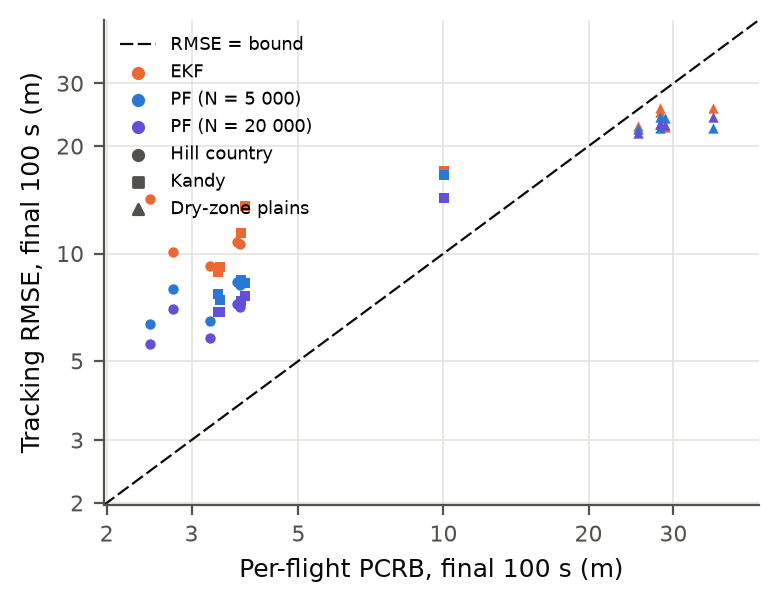 RMSE = bound
EKF
PF (N = 5 000)
PF (N = 20 000)
Hill country
Kandy
Dry-zone plains
30
20
10
5
3
2
Tracking RMSE, final 100 s (m)
2
3
5
10
20
30
Per-flight PCRB, final 100 s (m)